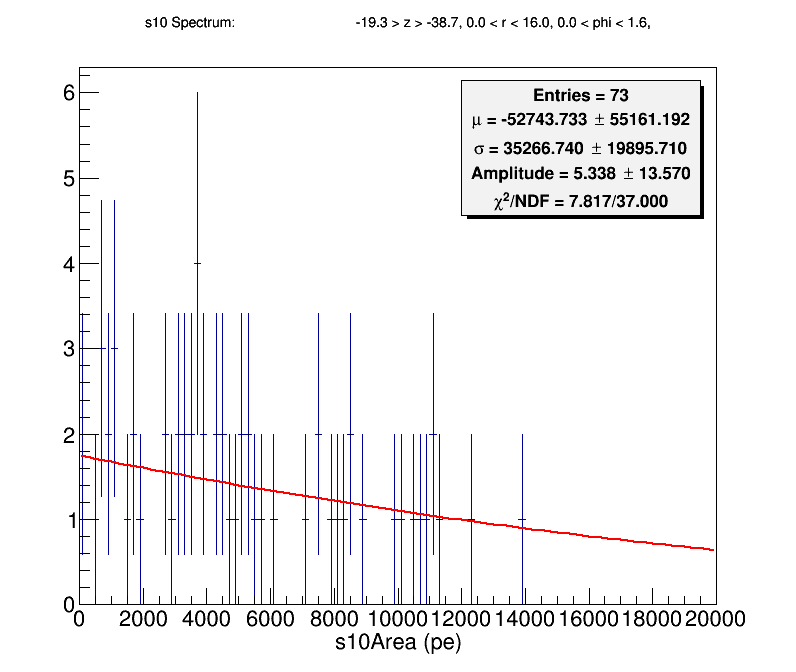 s10 Spectrum: -19.3 > z > -38.7, 0.0 < r < 16.0, 0.0 < phi < 1.6,
Entries = 73
μ = -52743.733 ± 55161.192
σ = 35266.740 ± 19895.710
Amplitude = 5.338 ± 13.570
χ²/NDF = 7.817/37.000
6
5
4
3
2
1
0
0 2000 4000 6000 8000 10000 12000 14000 16000 18000 20000
s10Area (pe)